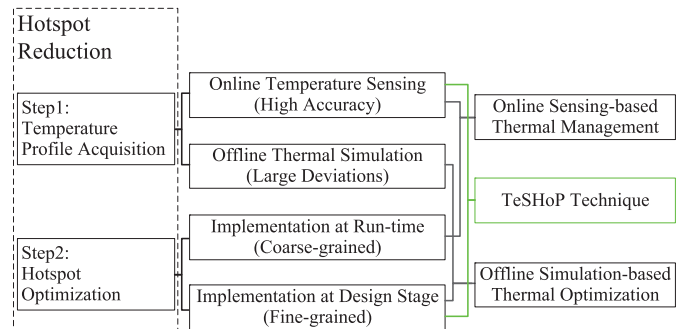 Hotspot
Reduction
Step1:
Temperature
Profile Acquisition
Step2:
Hotspot
Optimization
Online Temperature Sensing
(High Accuracy)
Offline Thermal Simulation
(Large Deviations)
Implementation at Run-time
(Coarse-grained)
Implementation at Design Stage
(Fine-grained)
Online Sensing-based
Thermal Management
TeSHoP Technique
Offline Simulation-based
Thermal Optimization